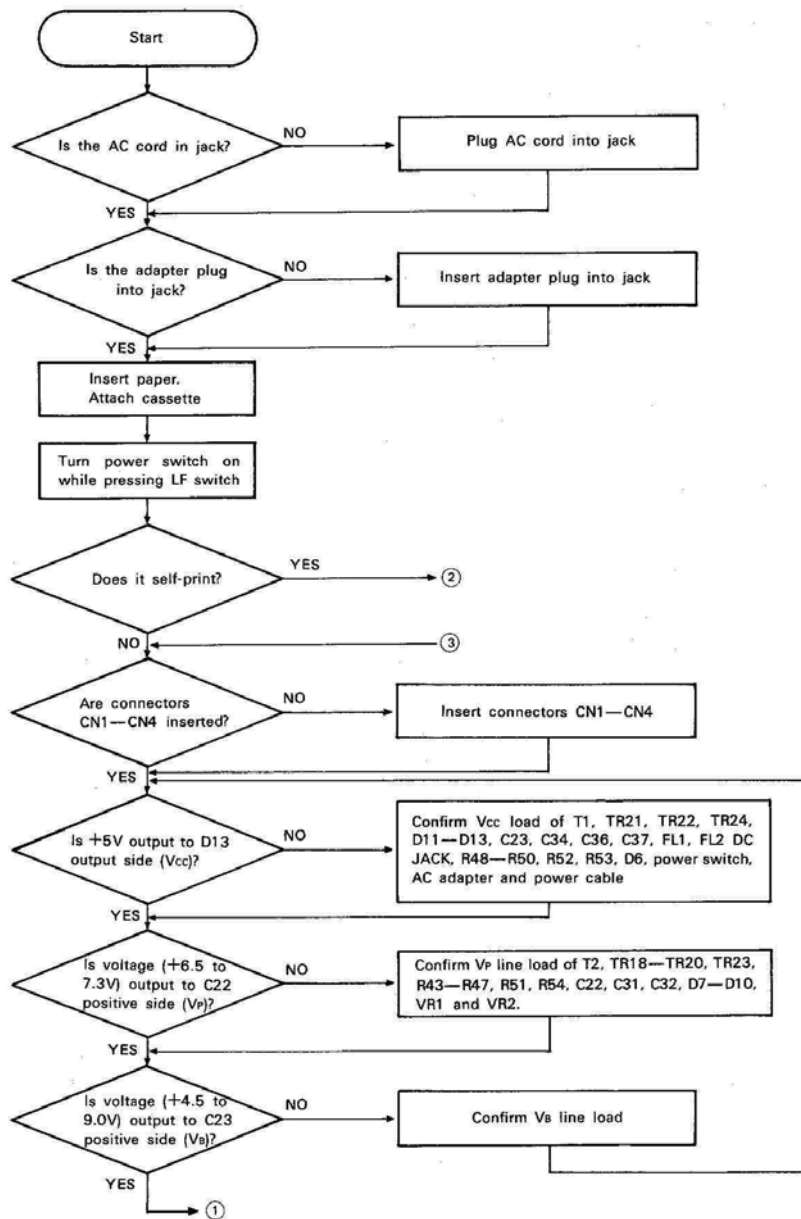 Start
Is the AC cord in jack?
NO
Plug AC cord into jack
YES
Is the adapter plug
into jack?
NO
Insert adapter plug into jack
YES
Insert paper.
Attach cassette
Turn power switch on
while pressing LF switch
Does it self-print?
YES
②
NO
③
Are connectors
CN1—CN4 inserted?
NO
Insert connectors CN1—CN4
YES
Is +5V output to D13
output side (Vcc)?
NO
Confirm Vcc load of T1, TR21, TR22, TR24,
D11—D13, C23, C34, C36, C37, FL1, FL2 DC
JACK, R48—R50, R52, R53, D6, power switch,
AC adapter and power cable
YES
Is voltage (+6.5 to
7.3V) output to C22
positive side (VP)?
NO
Confirm VP line load of T2, TR18—TR20, TR23,
R43—R47, R51, R54, C22, C31, C32, D7—D10,
VR1 and VR2.
YES
Is voltage (+4.5 to
9.0V) output to C23
positive side (VB)?
NO
Confirm VB line load
YES
①